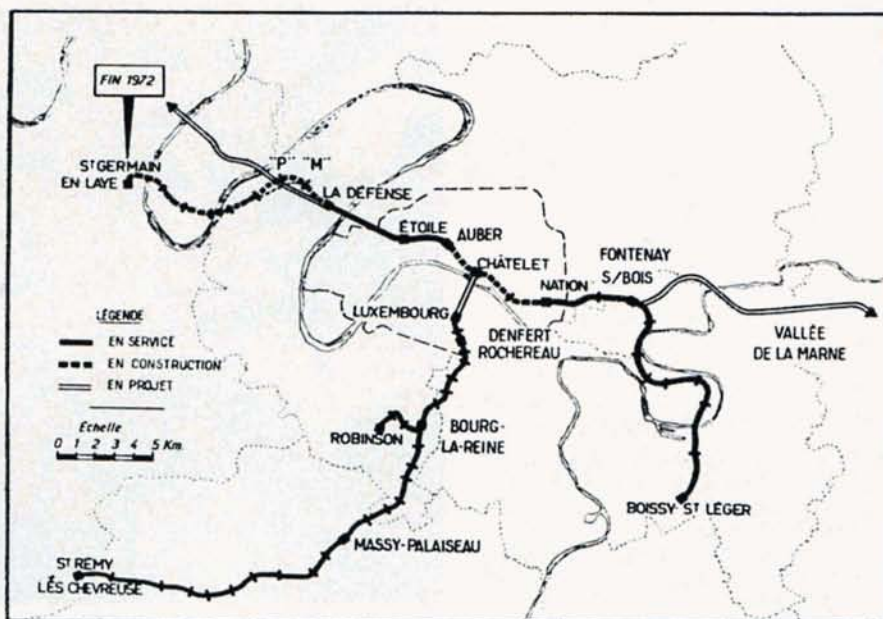 FIN 1972
ST GERMAIN
EN LAYE
"P" "M"
LA DÉFENSE
ÉTOILE
AUBER
CHÂTELET
NATION
FONTENAY
S/BOIS
LUXEMBOURG
DENFERT
ROCHEREAU
VALLÉE
DE LA MARNE
LÉGENDE
EN SERVICE
EN CONSTRUCTION
EN PROJET
Échelle
0 1 2 3 4 5 Km.
ROBINSON
BOURG-
LA-REINE
BOISSY ST LÉGER
MASSY-PALAISEAU
ST RÉMY
LÉS CHEVREUSE